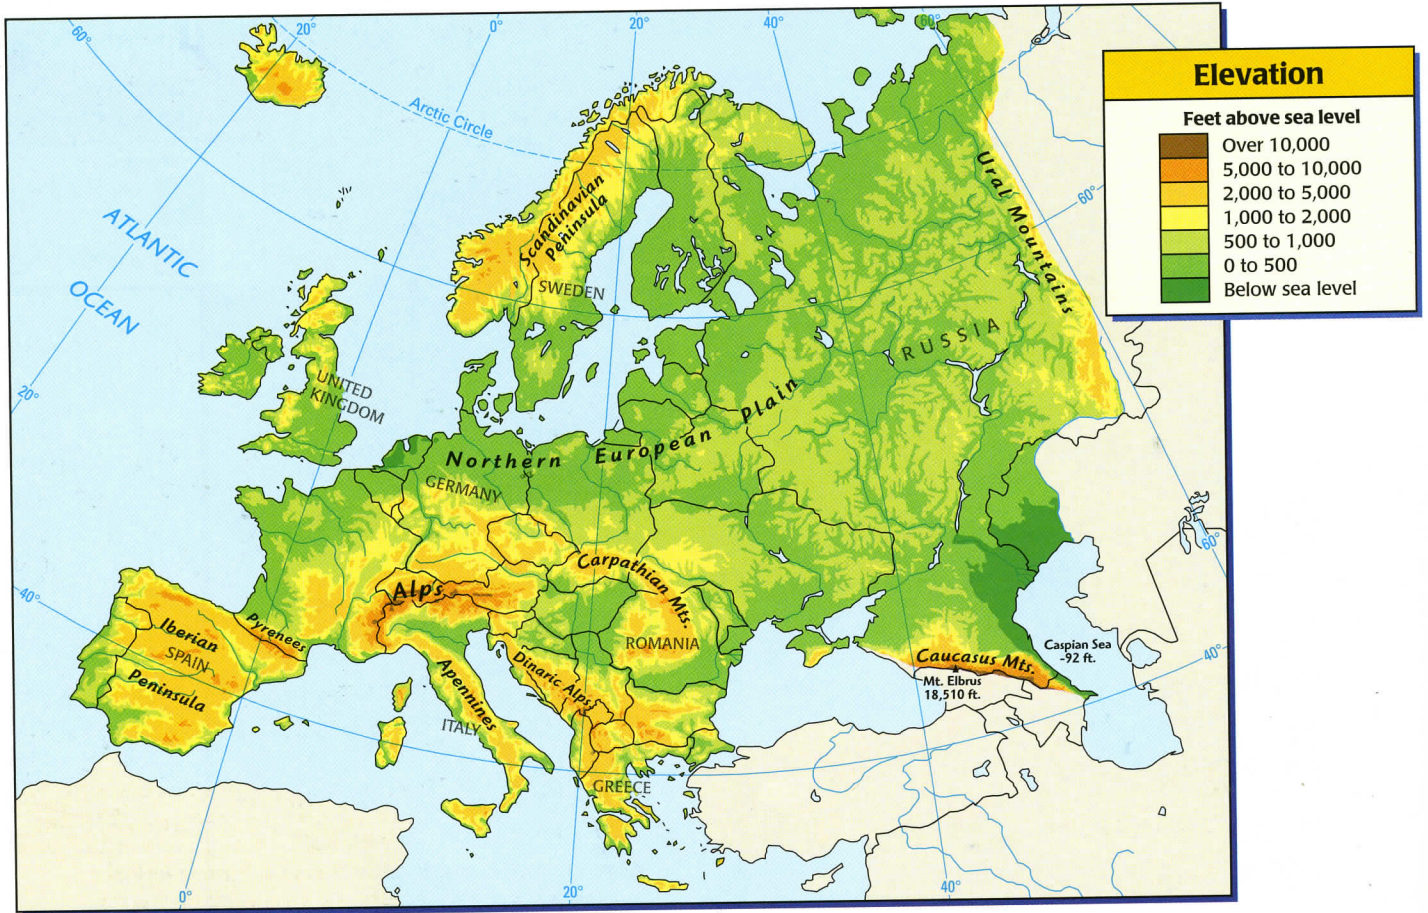 60°
20°
0°
20°
40°
60°
Arctic Circle
ATLANTIC
OCEAN
Elevation
Feet above sea level
Over 10,000
5,000 to 10,000
2,000 to 5,000
1,000 to 2,000
500 to 1,000
0 to 500
Below sea level
Ural Mountains
60°
Scandinavian
Peninsula
SWEDEN
RUSSIA
UNITED
KINGDOM
20°
Northern European Plain
GERMANY
60°
Carpathian Mts.
Alps
40°
Pyrenees
Iberian
SPAIN
Peninsula
ROMANIA
Caspian Sea
-92 ft.
40°
Caucasus Mts.
Mt. Elbrus
18,510 ft.
Dinaric Alps
Apennines
ITALY
GREECE
0°
20°
40°